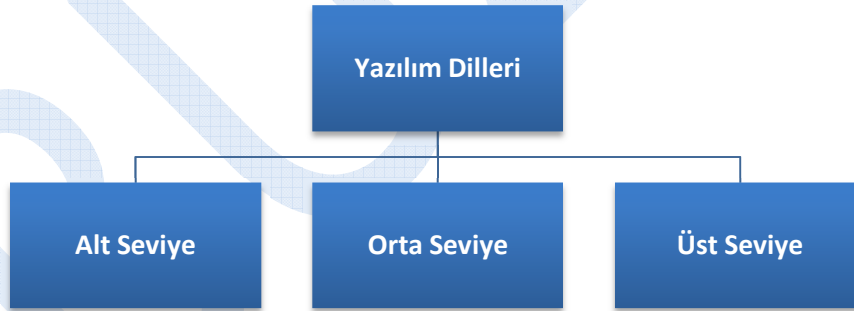 Yazılım Dilleri
Alt Seviye
Orta Seviye
Üst Seviye